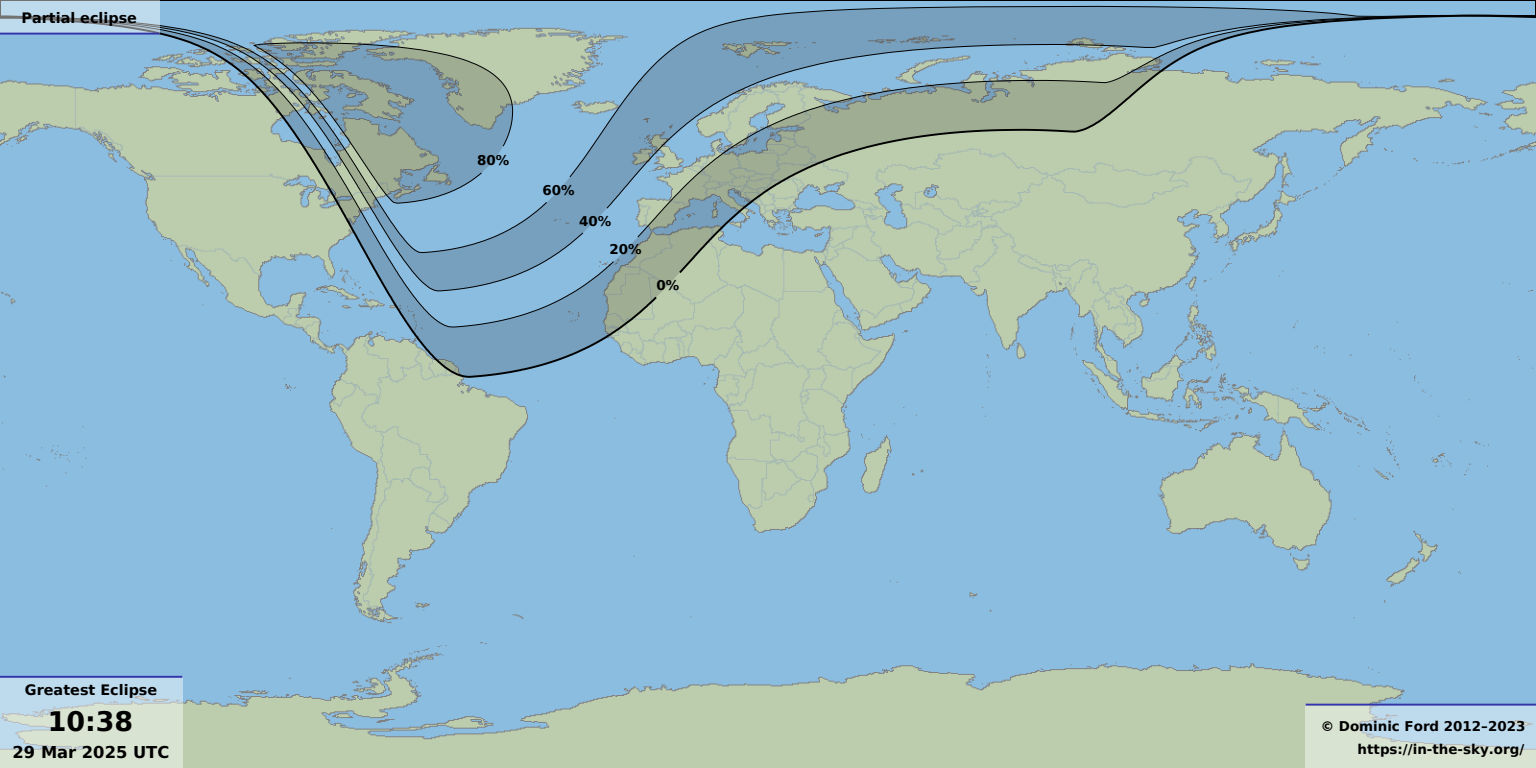 Partial eclipse
80%
60%
40%
20%
0%
Greatest Eclipse
10:38
29 Mar 2025 UTC
© Dominic Ford 2012–2023
https://in-the-sky.org/